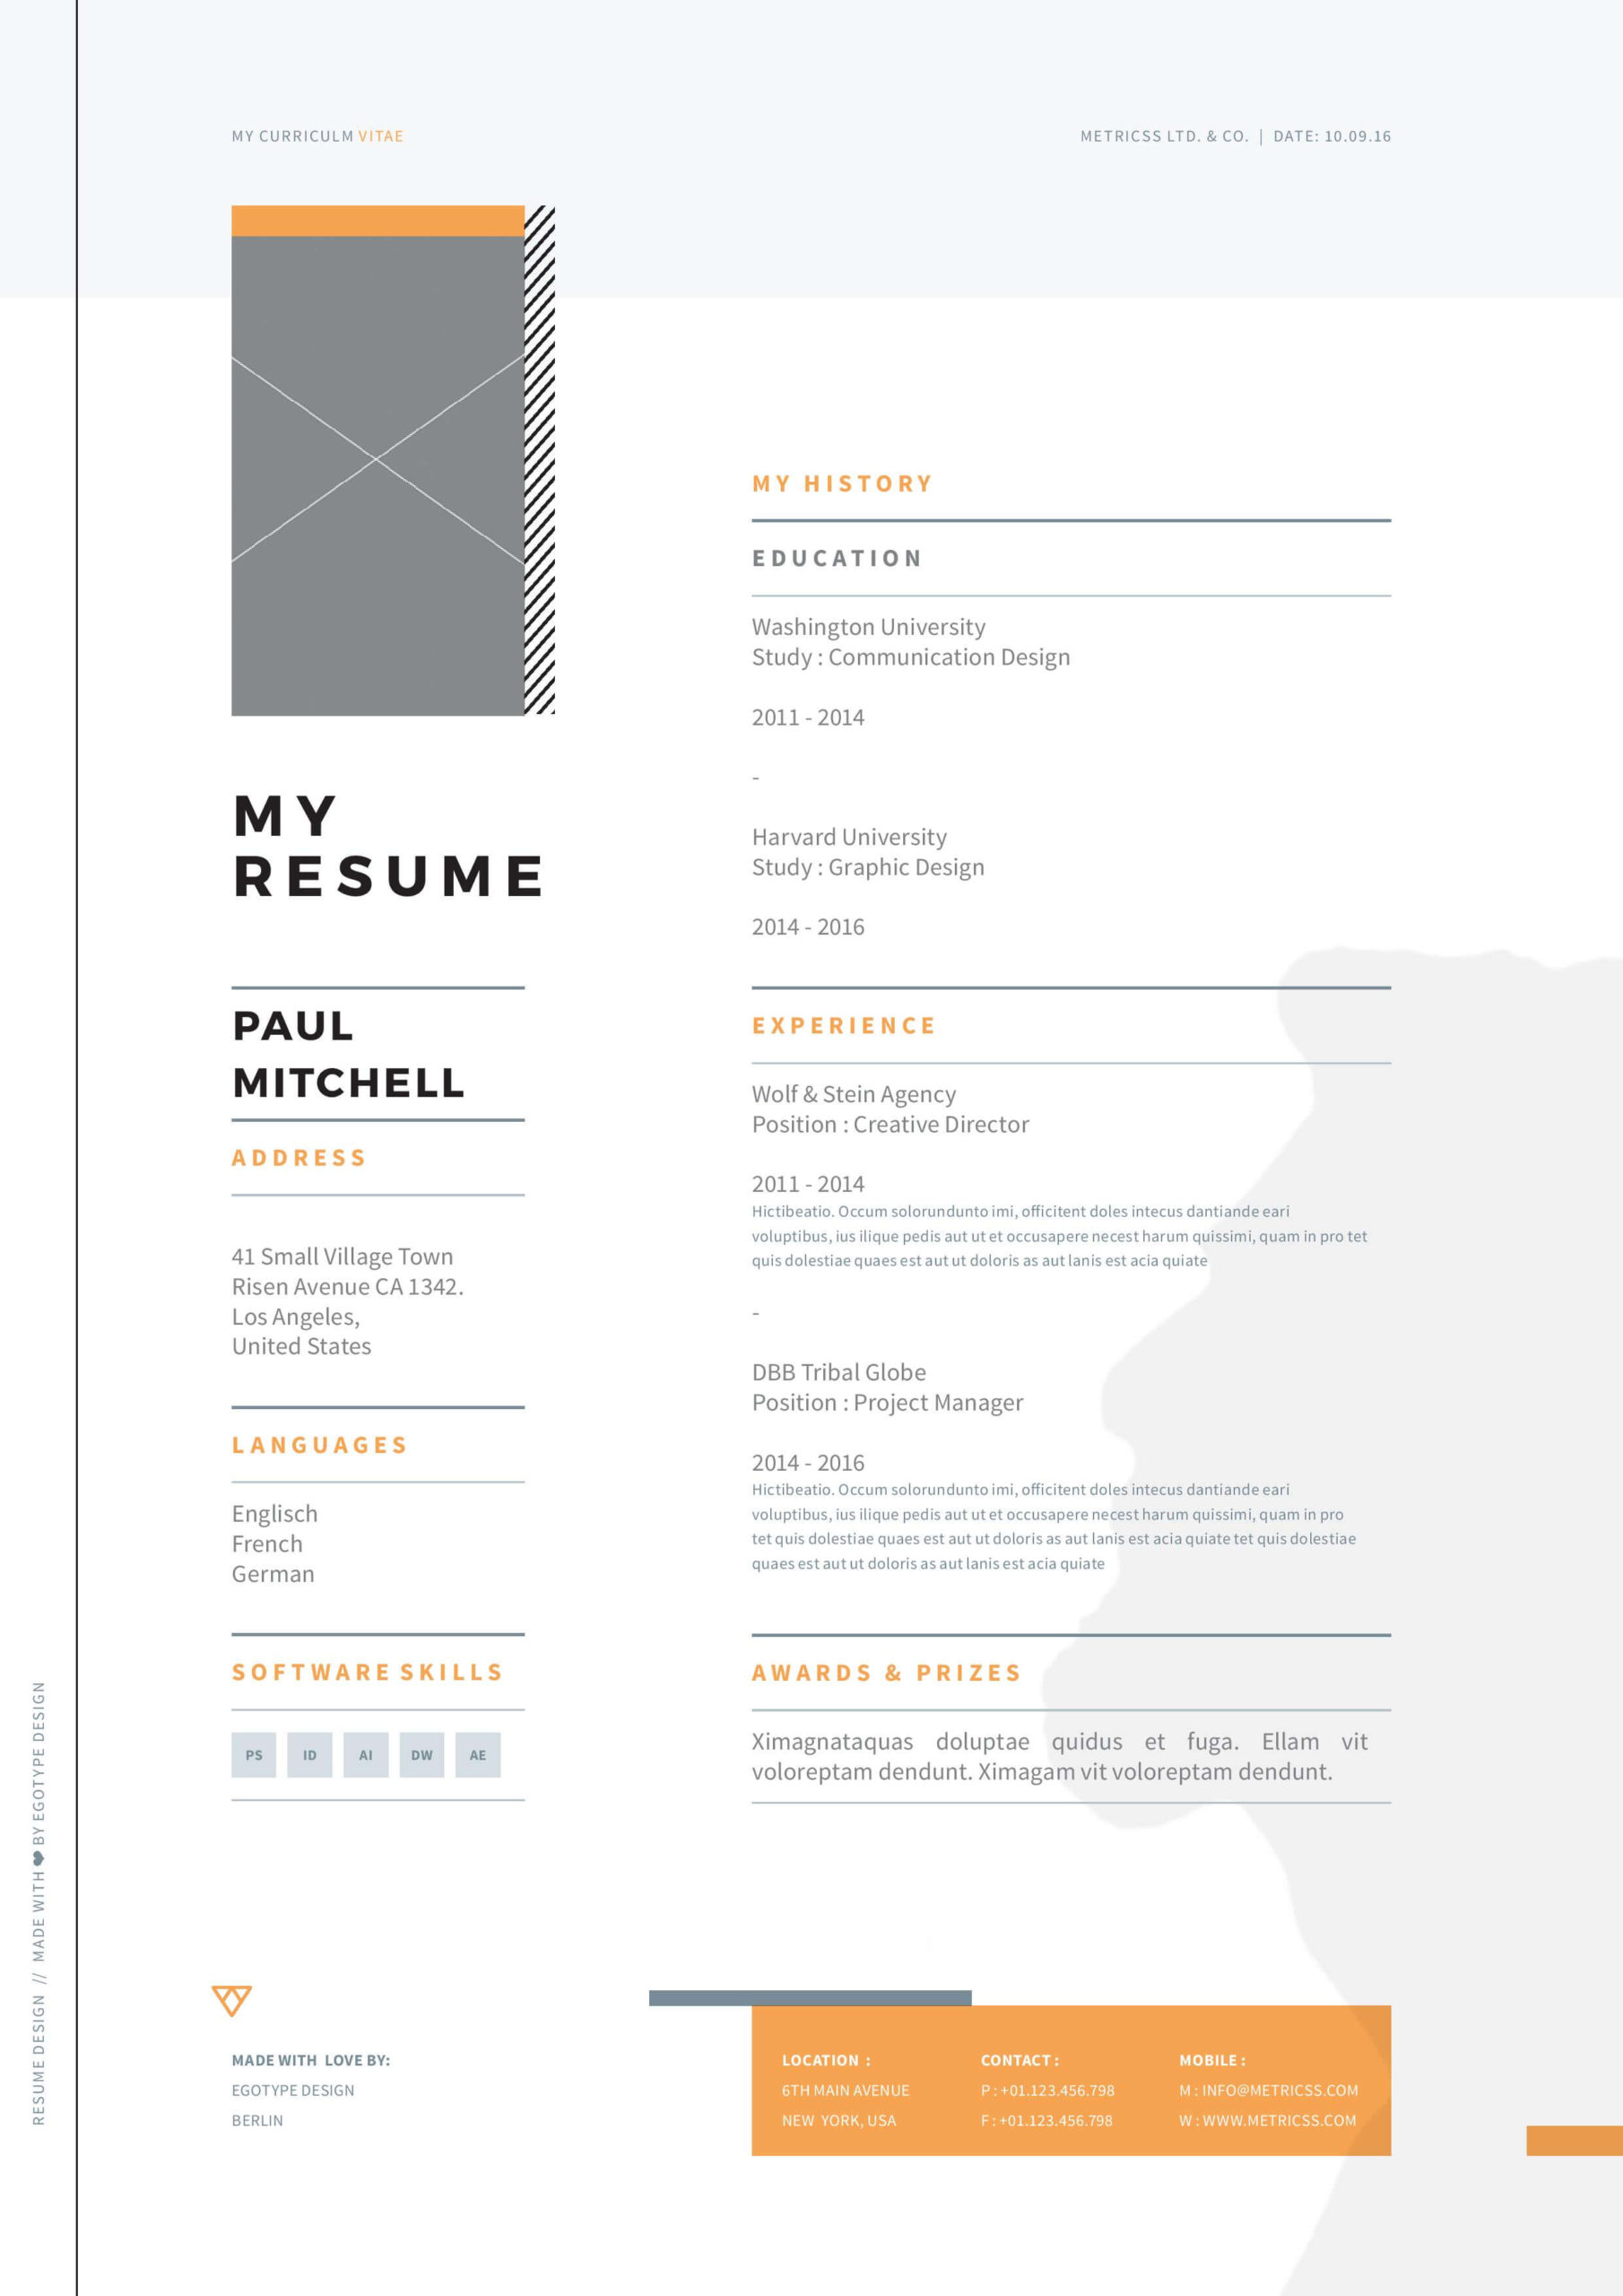 MY CURRICULM VITAE
METRICSS LTD. & CO. | DATE: 10.09.16
MY
RESUME
PAUL
MITCHELL
ADDRESS
41 Small Village Town
Risen Avenue CA 1342.
Los Angeles,
United States
LANGUAGES
Englisch
French
German
SOFTWARE SKILLS
PS ID AI DW AE
MY HISTORY
EDUCATION
Washington University
Study : Communication Design
2011 - 2014
-
Harvard University
Study : Graphic Design
2014 - 2016
EXPERIENCE
Wolf & Stein Agency
Position : Creative Director
2011 - 2014
Hictibeatio. Occum solorundunto imi, officitent doles intecus dantiande eari
voluptibus, ius ilique pedis aut ut et occusapere necest harum quissimi, quam in pro tet
quis dolestiae quaes est aut ut doloris as aut lanis est acia quiate
-
DBB Tribal Globe
Position : Project Manager
2014 - 2016
Hictibeatio. Occum solorundunto imi, officitent doles intecus dantiande eari
voluptibus, ius ilique pedis aut ut et occusapere necest harum quissimi, quam in pro
tet quis dolestiae quaes est aut ut doloris as aut lanis est acia quiate tet quis dolestiae
quaes est aut ut doloris as aut lanis est acia quiate
AWARDS & PRIZES
Ximagnataquas doluptae quidus et fuga. Ellam vit
voloreptam dendunt. Ximagam vit voloreptam dendunt.
RESUME DESIGN // MADE WITH ❤ BY EGOTYPE DESIGN
MADE WITH LOVE BY:
EGOTYPE DESIGN
BERLIN
LOCATION :
6TH MAIN AVENUE
NEW YORK, USA
CONTACT :
P : +01.123.456.798
F : +01.123.456.798
MOBILE :
M : INFO@METRICSS.COM
W : WWW.METRICSS.COM